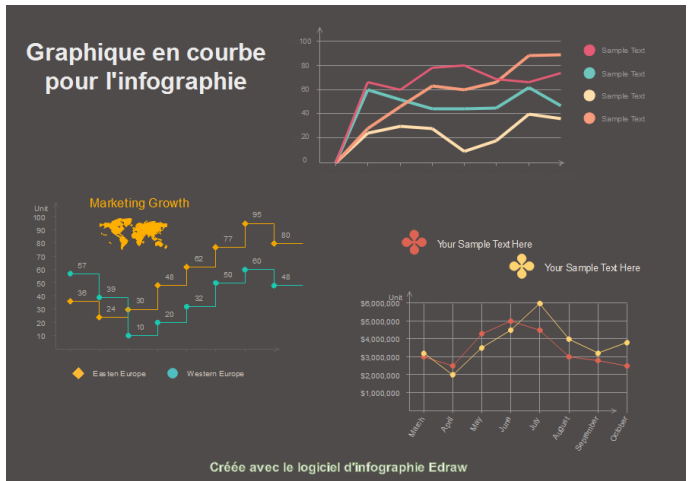 Graphique en courbe
pour l'infographie
100
80
60
40
20
0
Sample Text
Sample Text
Sample Text
Sample Text
Marketing Growth
Unit
100
90
80
70
60
50
40
30
20
10
57
39
10
20
32
50
60
48
36
24
30
48
62
77
95
80
Easten Europe
Western Europe
Your Sample Text Here
Your Sample Text Here
Unit
$6,000,000
$5,000,000
$4,000,000
$3,000,000
$2,000,000
$1,000,000
March
April
May
June
July
August
September
October
Créée avec le logiciel d'infographie Edraw